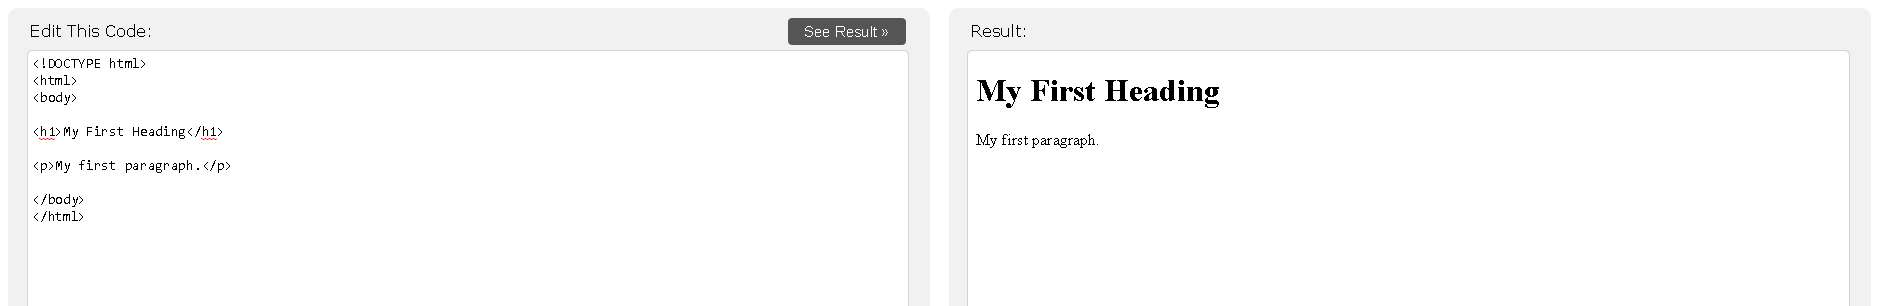 Edit This Code:
See Result »
<!DOCTYPE html>
<html>
<body>
<h1>My First Heading</h1>
<p>My first paragraph.</p>
</body>
</html>
Result:
My First Heading
My first paragraph.